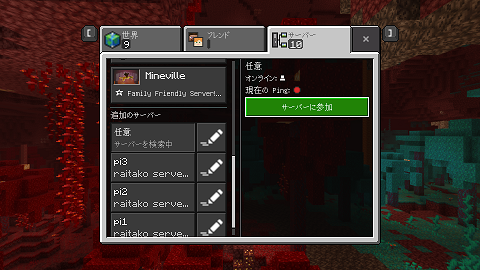 世界
9
フレンド
サーバー
10
Mineville
Family Friendly Server!...
追加のサーバー
任意
サーバーを検索中
pi3
raitako serve...
pi2
raitako serve...
pi1
raitako serve...
任意
オンライン:
現在の Ping:
サーバーに参加